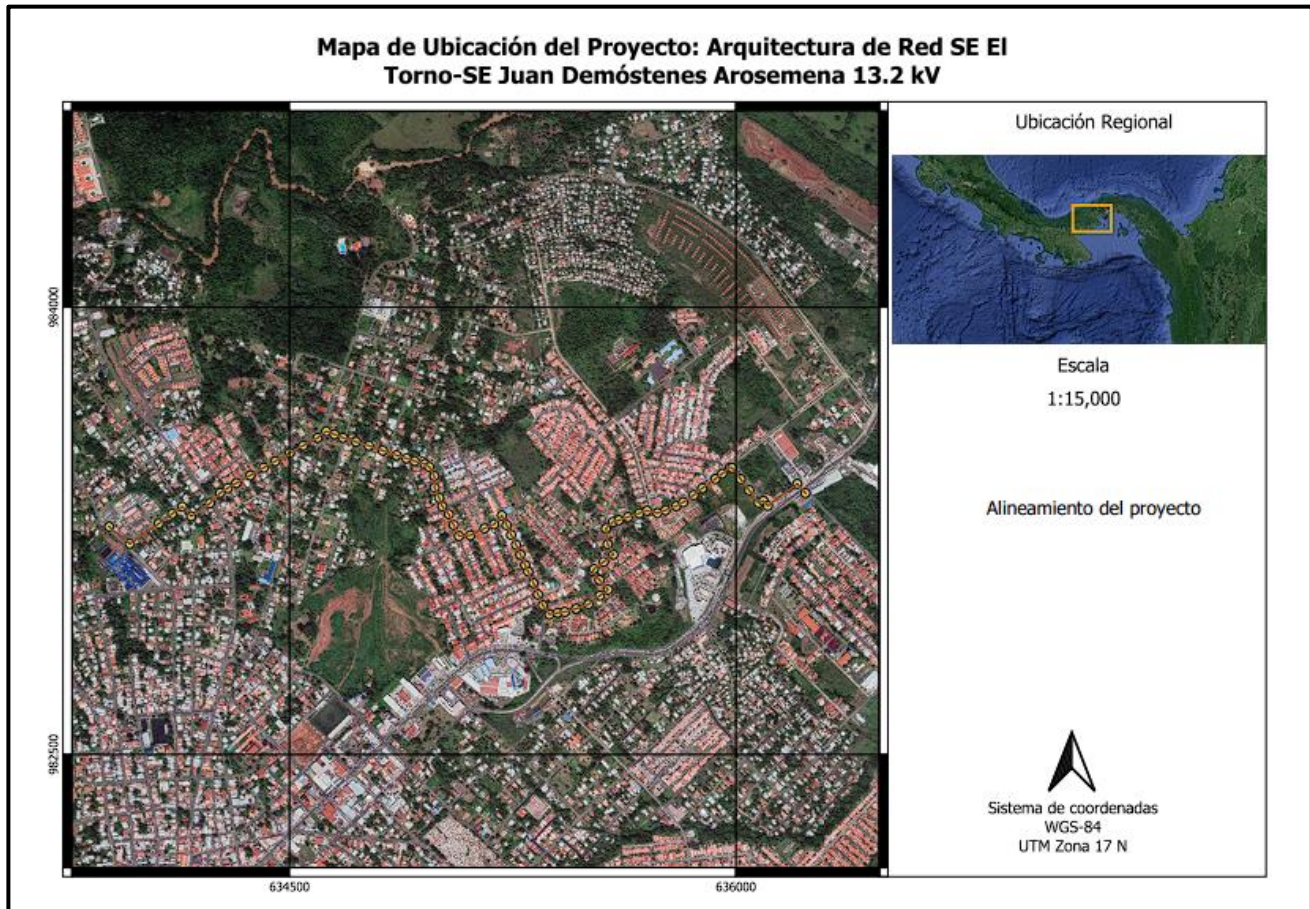 Mapa de Ubicación del Proyecto: Arquitectura de Red SE El
Torno-SE Juan Demóstenes Arosemena 13.2 kV
Ubicación Regional
Escala
1:15,000
Alineamiento del proyecto
Sistema de coordenadas
WGS-84
UTM Zona 17 N
984000
982500
634500
636000